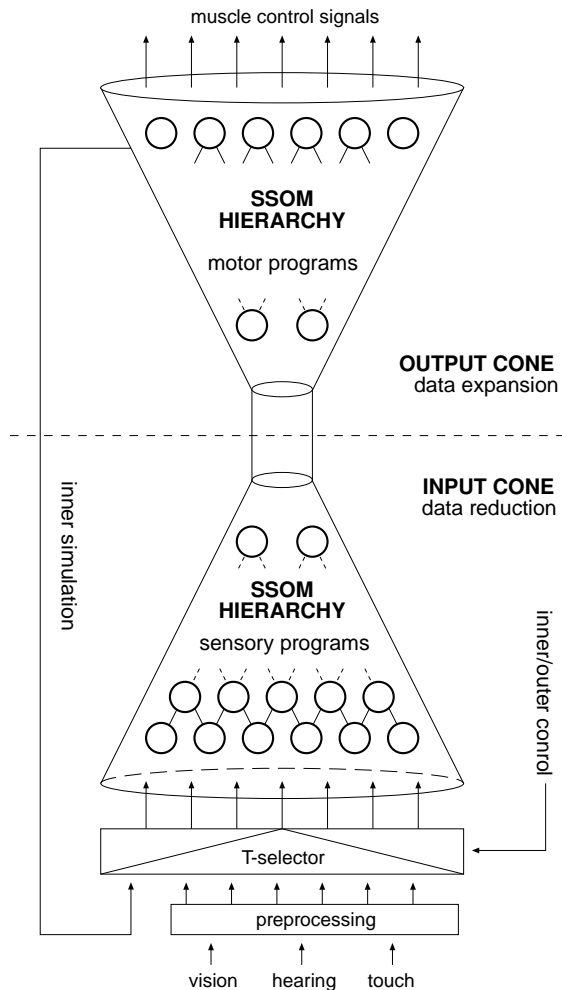 muscle control signals
SSOM
HIERARCHY
motor programs
OUTPUT CONE
data expansion
INPUT CONE
data reduction
inner simulation
SSOM
HIERARCHY
sensory programs
inner/outer conrol
T-selector
preprocessing
vision hearing touch